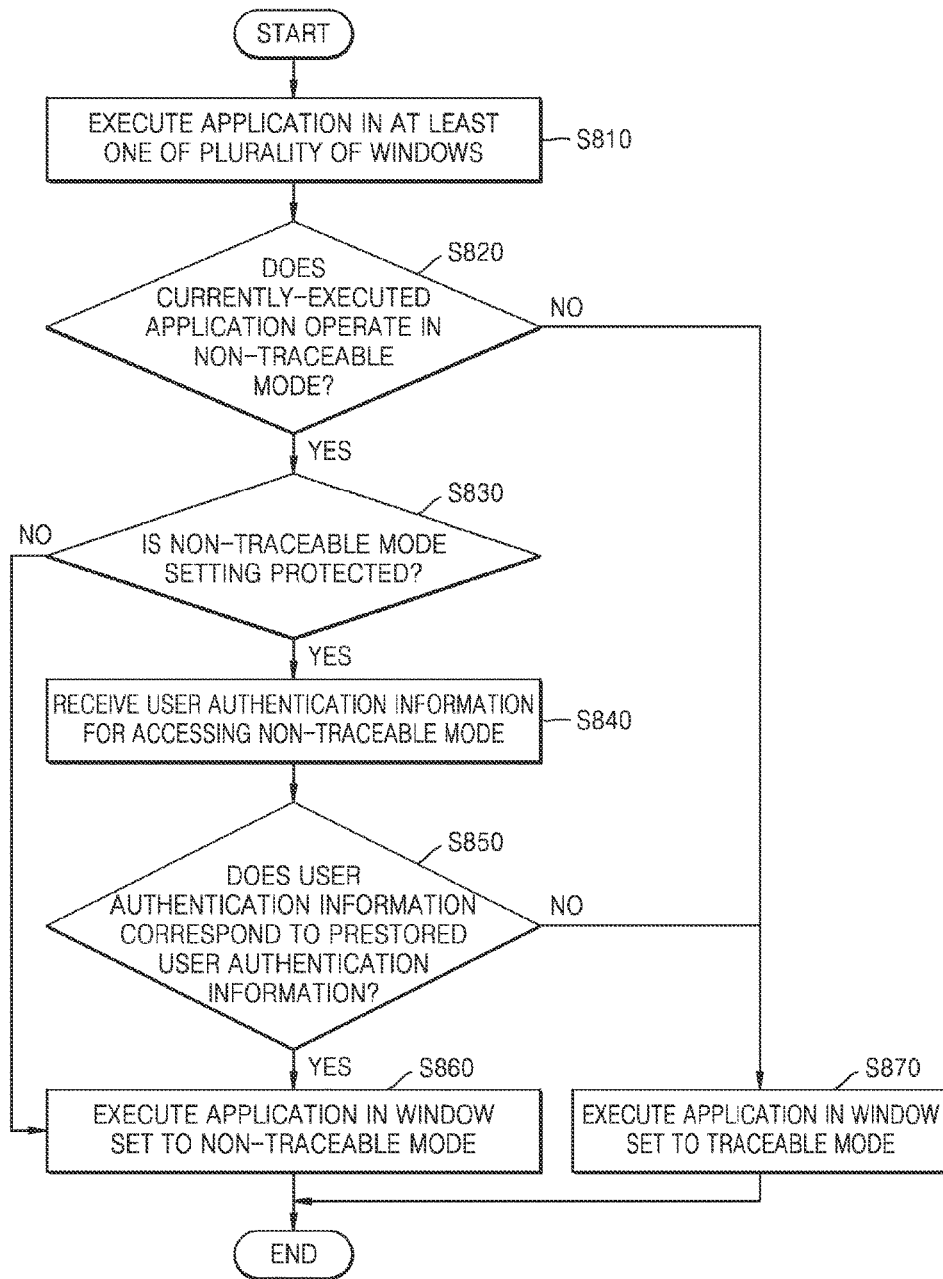 START
EXECUTE APPLICATION IN AT LEAST
ONE OF PLURALITY OF WINDOWS
S810
S820
DOES
CURRENTLY-EXECUTED
APPLICATION OPERATE IN
NON-TRACEABLE
MODE?
NO
YES
S830
NO
IS NON-TRACEABLE MODE
SETTING PROTECTED?
YES
RECEIVE USER AUTHENTICATION INFORMATION
FOR ACCESSING NON-TRACEABLE MODE
S840
S850
DOES USER
AUTHENTICATION INFORMATION
CORRESPOND TO PRESTORED
USER AUTHENTICATION
INFORMATION?
NO
YES
S860
S870
EXECUTE APPLICATION IN WINDOW
SET TO NON-TRACEABLE MODE
EXECUTE APPLICATION IN WINDOW
SET TO TRACEABLE MODE
END